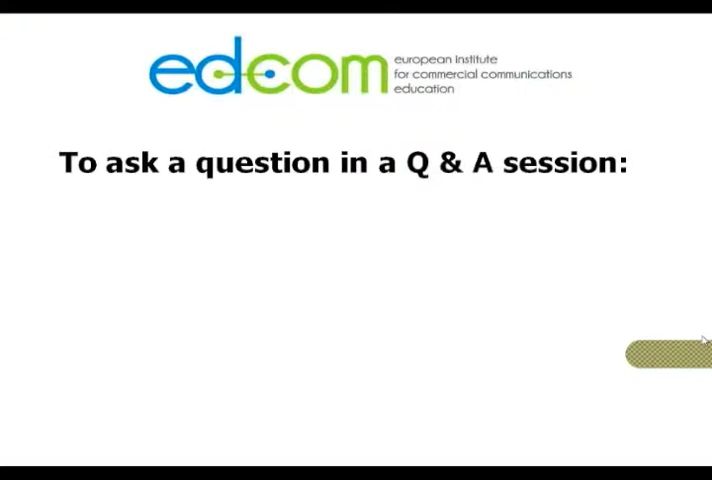 edcom
european institute
for commercial communications
education
To ask a question in a Q & A session: